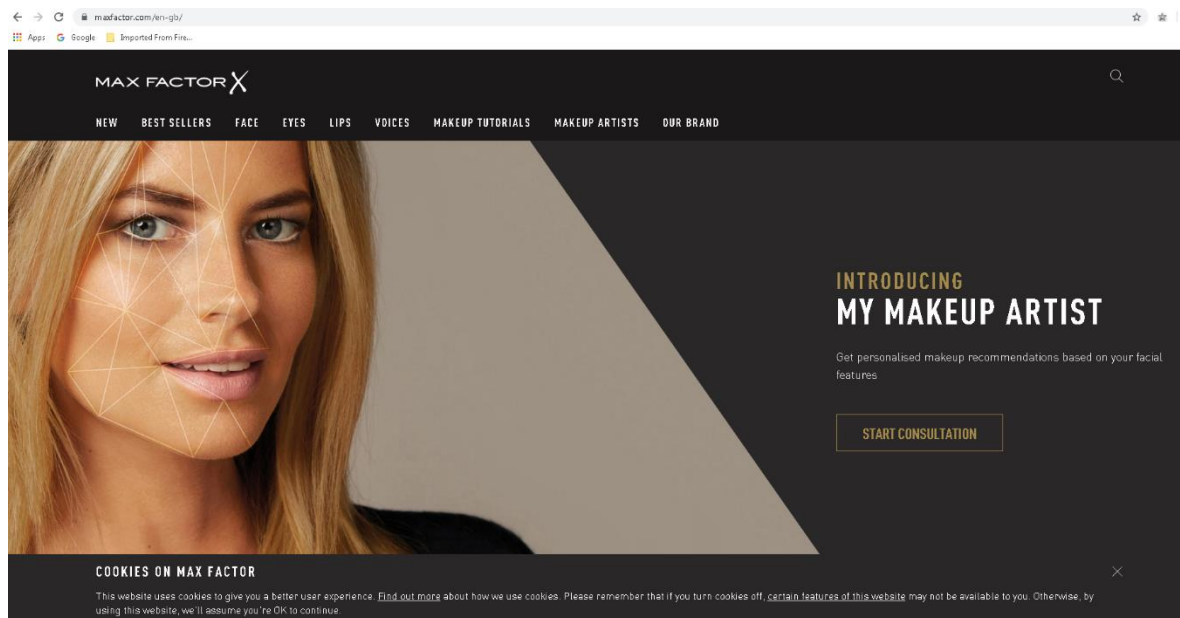 maxfactor.com/en-gb/
Apps Google Imported From Fire...
MAX FACTOR X
NEW BEST SELLERS FACE EYES LIPS VOICES MAKEUP TUTORIALS MAKEUP ARTISTS OUR BRAND
INTRODUCING
MY MAKEUP ARTIST
Get personalised makeup recommendations based on your facial
features
START CONSULTATION
COOKIES ON MAX FACTOR
This website uses cookies to give you a better user experience. Find out more about how we use cookies. Please remember that if you turn cookies off, certain features of this website may not be available to you. Otherwise, by
using this website, we'll assume you're OK to continue.